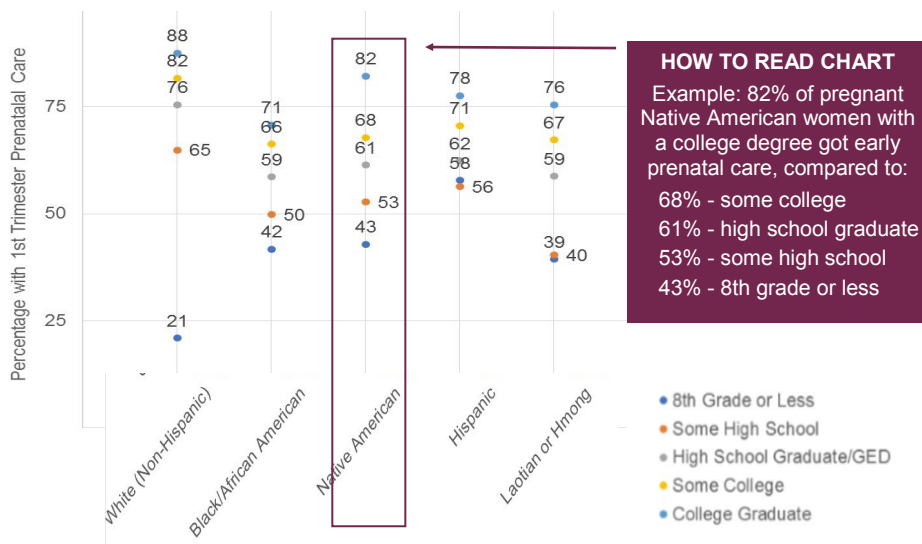 Percentage with 1st Trimester Prenatal Care
75
50
25
88
82
76
65
21
71
66
59
50
42
82
68
61
53
43
78
71
62
58
56
76
67
59
39
40
White (Non-Hispanic)
Black/African American
Native American
Hispanic
Laotian or Hmong
HOW TO READ CHART
Example: 82% of pregnant
Native American women with
a college degree got early
prenatal care, compared to:
68% - some college
61% - high school graduate
53% - some high school
43% - 8th grade or less
8th Grade or Less
Some High School
High School Graduate/GED
Some College
College Graduate